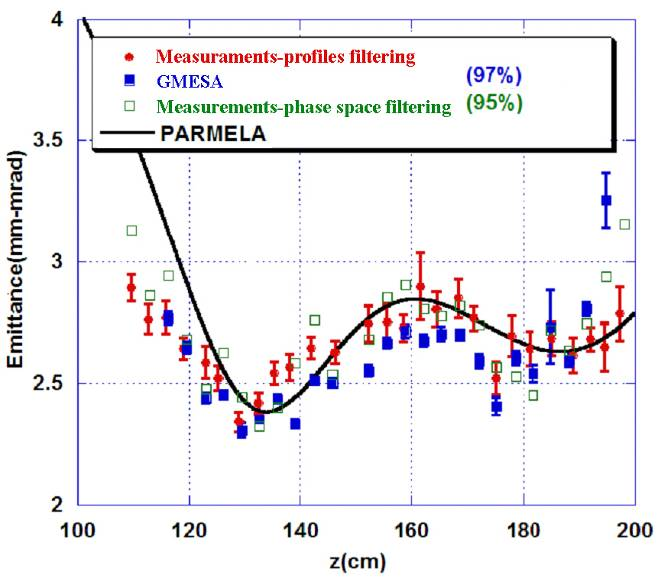 4
3.5
3
2.5
2
Emittance(mm-mrad)
Measuraments-profiles filtering
GMESA (97%)
Measurements-phase space filtering (95%)
PARMELA
100 120 140 160 180 200
z(cm)